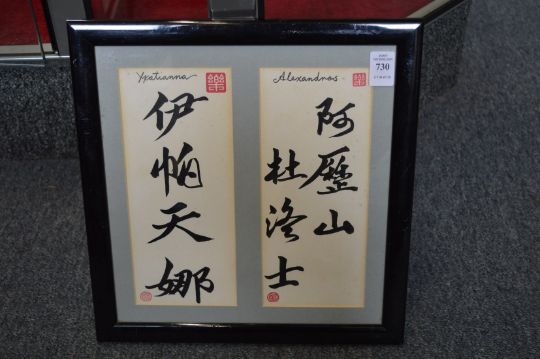 Ypatianna
伊帕天娜
Alexandros
阿歷山
杜洛士
730